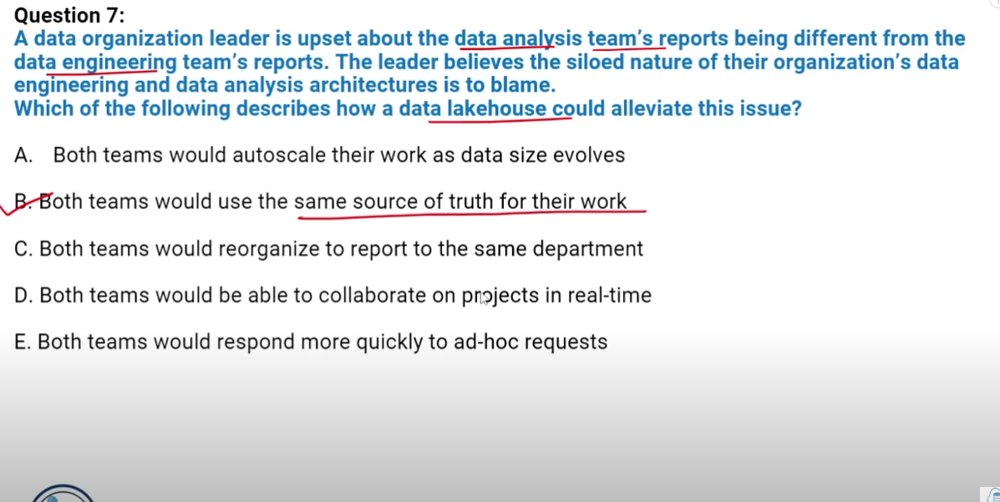 Question 7:
A data organization leader is upset about the data analysis team's reports being different from the
data engineering team's reports. The leader believes the siloed nature of their organization's data
engineering and data analysis architectures is to blame.
Which of the following describes how a data lakehouse could alleviate this issue?
A. Both teams would autoscale their work as data size evolves
B. Both teams would use the same source of truth for their work
C. Both teams would reorganize to report to the same department
D. Both teams would be able to collaborate on projects in real-time
E. Both teams would respond more quickly to ad-hoc requests